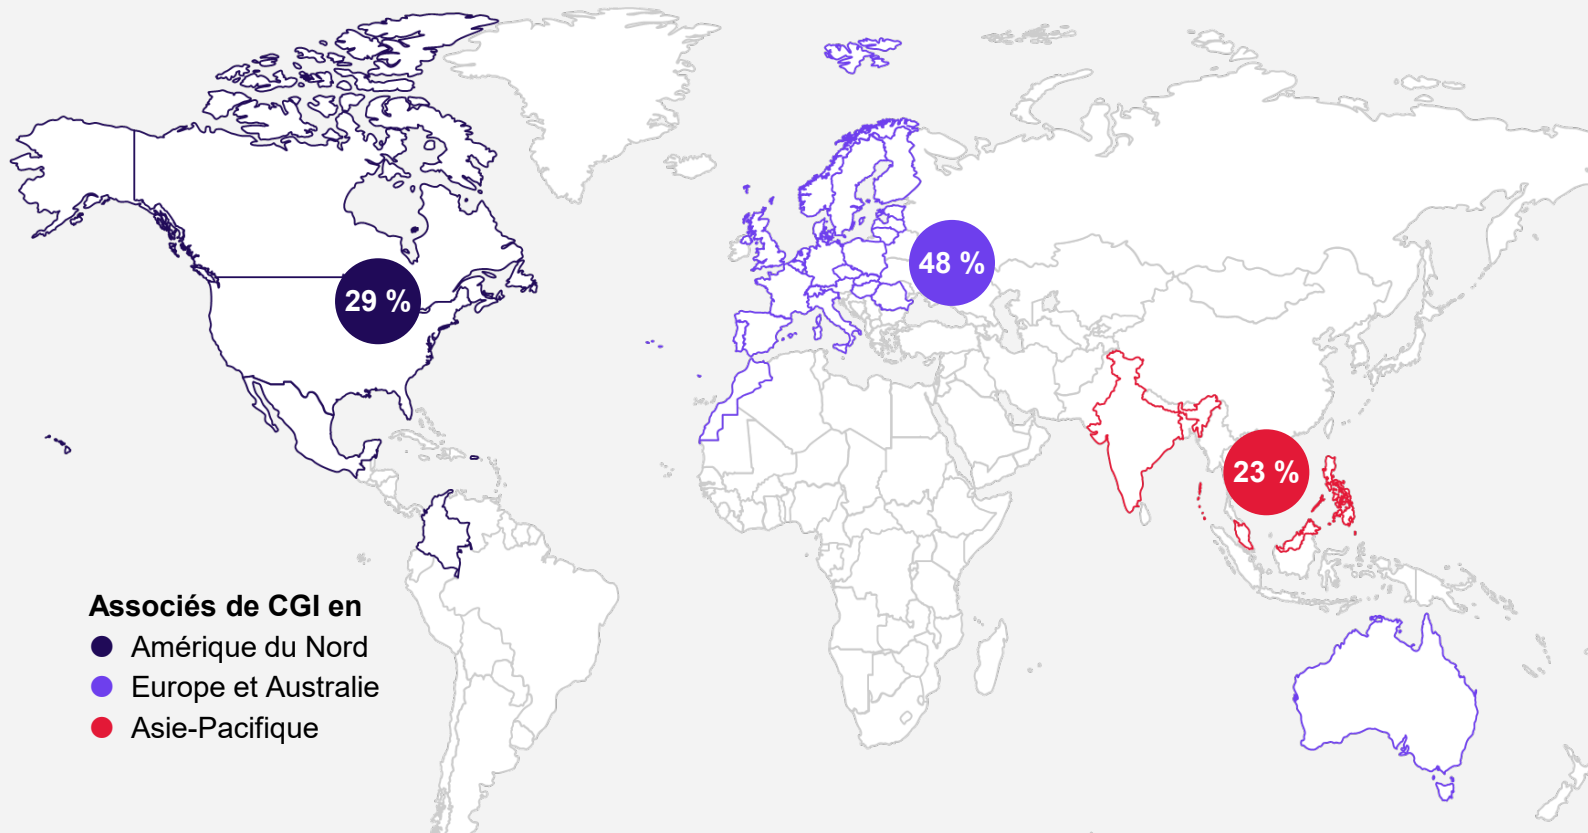 48 %
29 %
23 %
Associés de CGI en
Amérique du Nord
Europe et Australie
Asie-Pacifique